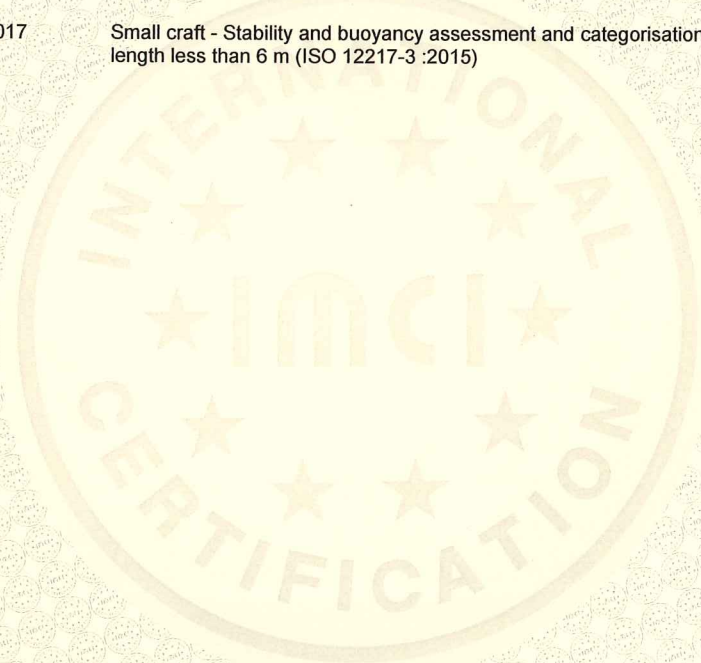 017 Small craft - Stability and buoyancy assessment and categorisation
length less than 6 m (ISO 12217-3 :2015)
INTERNATIONAL
IMCI
CERTIFICATION